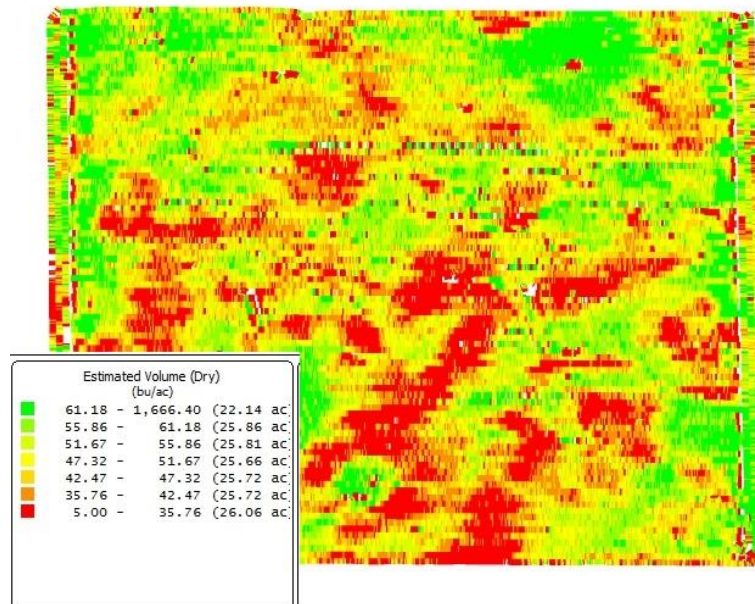 Estimated Volume (Dry)
(bu/ac)
61.18 - 1,666.40 (22.14 ac)
55.86 - 61.18 (25.86 ac)
51.67 - 55.86 (25.81 ac)
47.32 - 51.67 (25.66 ac)
42.47 - 47.32 (25.72 ac)
35.76 - 42.47 (25.72 ac)
5.00 - 35.76 (26.06 ac)